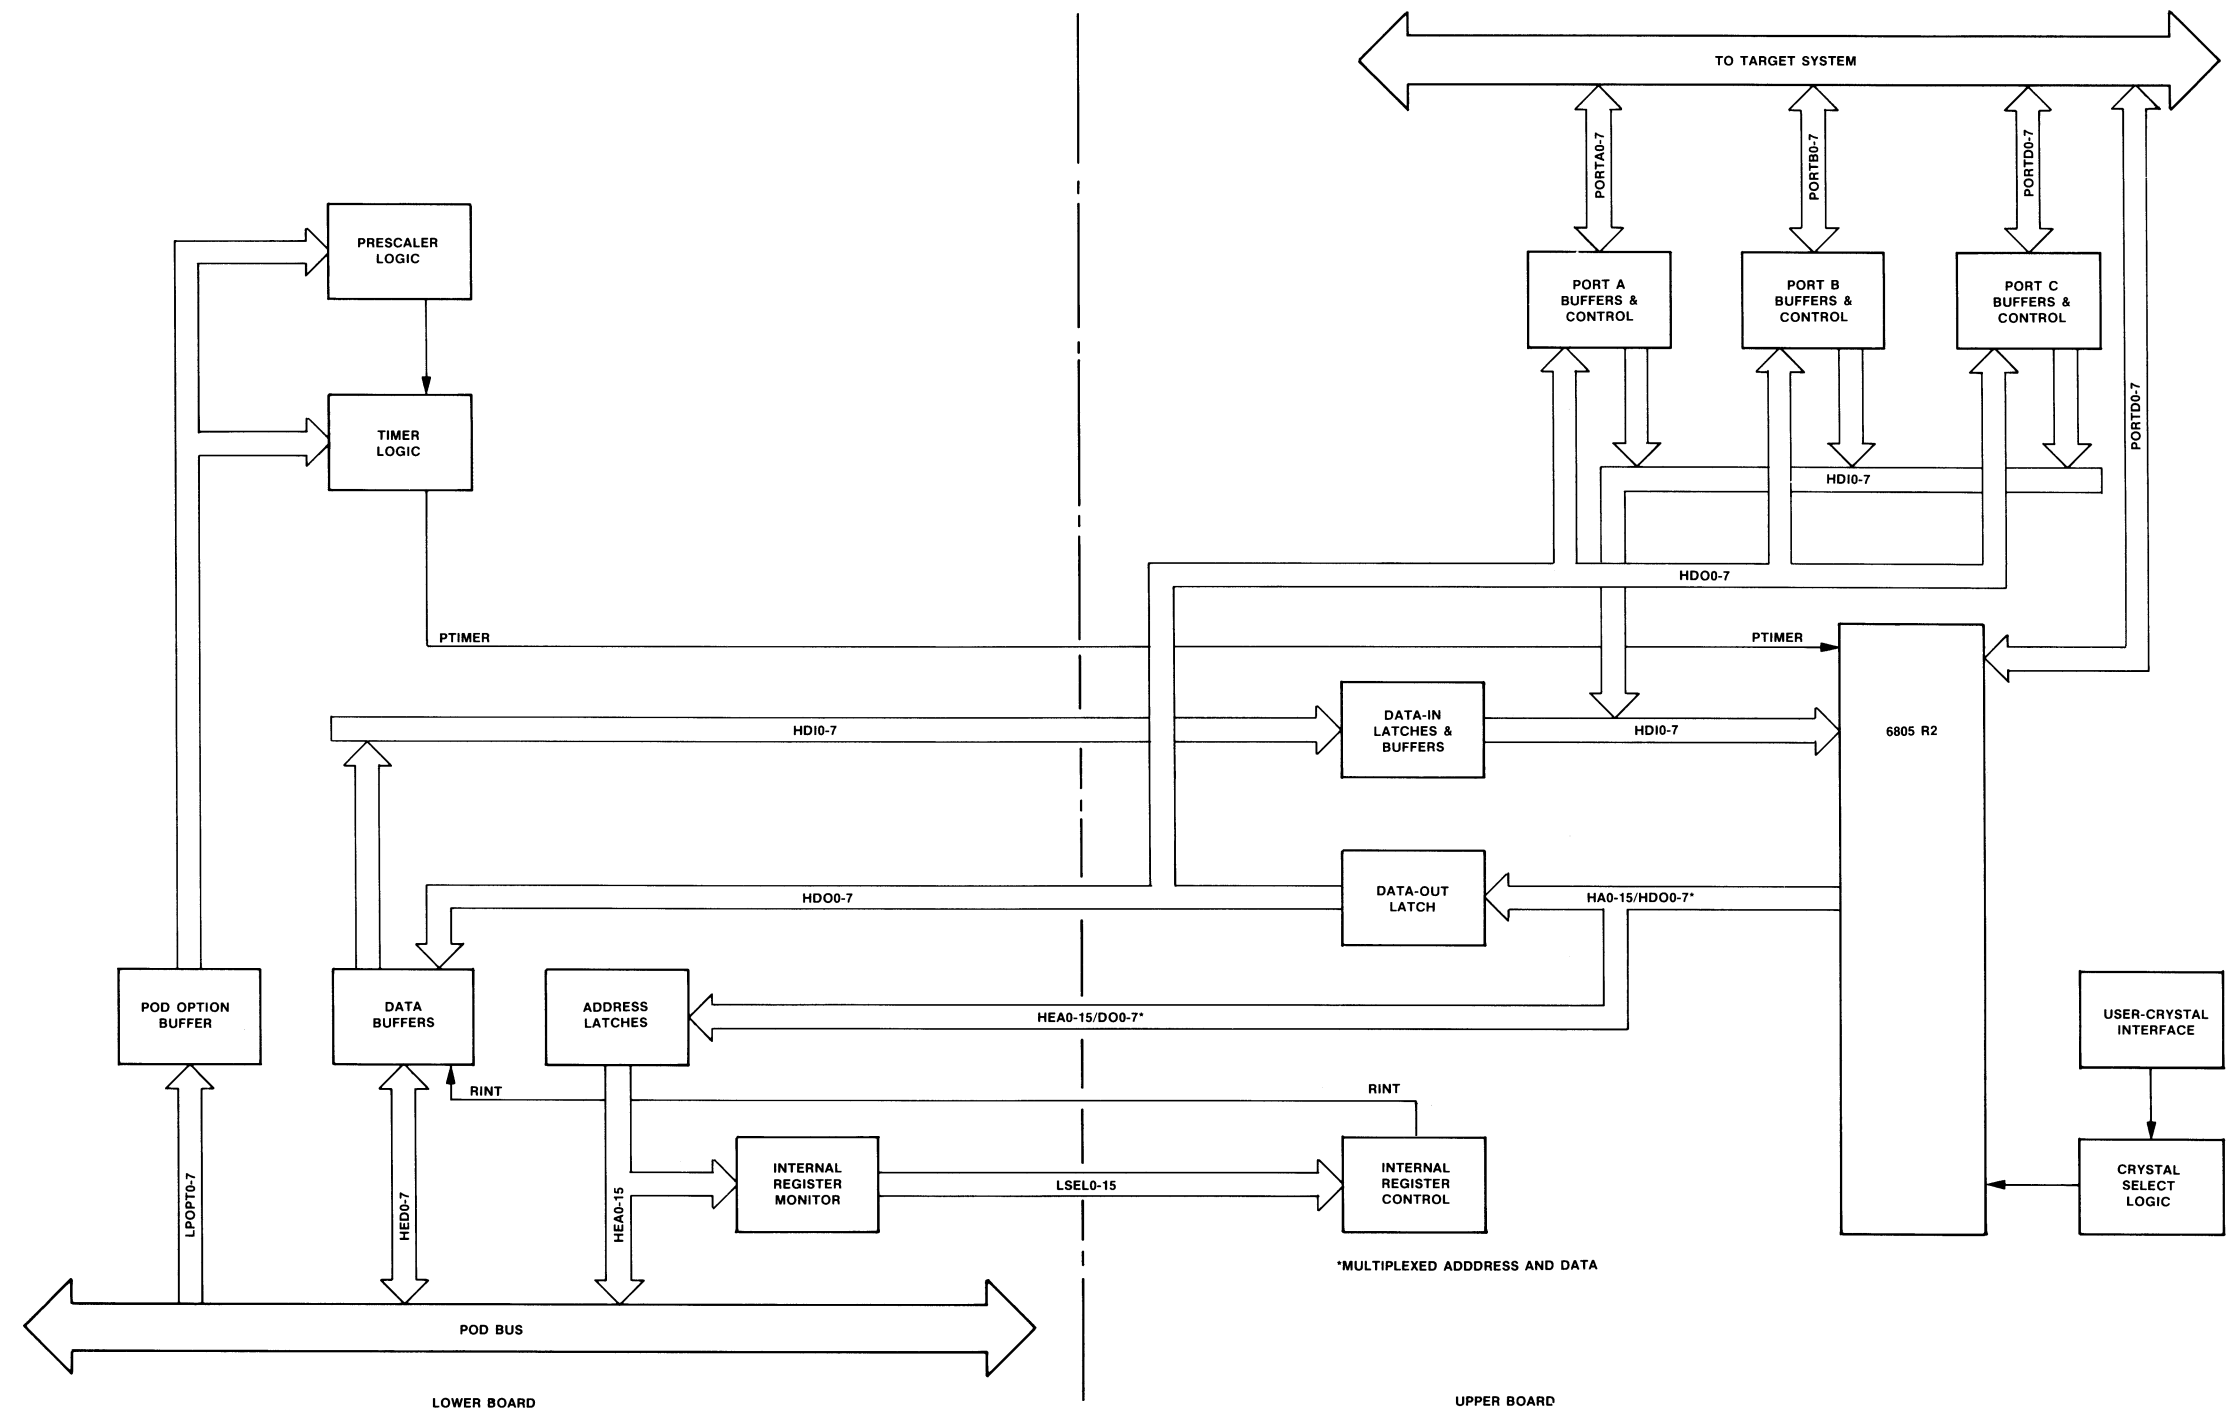 TO TARGET SYSTEM
PORTA0-7
PORTB0-7
PORTD0-7
PRESCALER
LOGIC
PORT A
BUFFERS &
CONTROL
PORT B
BUFFERS &
CONTROL
PORT C
BUFFERS &
CONTROL
PORTD0-7
TIMER
LOGIC
HDI0-7
HDO0-7
PTIMER
PTIMER
HDI0-7
DATA-IN
LATCHES &
BUFFERS
HDI0-7
6805 R2
HDO0-7
DATA-OUT
LATCH
HA0-15/HDO0-7*
POD OPTION
BUFFER
DATA
BUFFERS
ADDRESS
LATCHES
HEA0-15/DO0-7*
USER-CRYSTAL
INTERFACE
RINT
RINT
LPOPT0-7
HED0-7
HEA0-15
INTERNAL
REGISTER
MONITOR
LSEL0-15
INTERNAL
REGISTER
CONTROL
CRYSTAL
SELECT
LOGIC
*MULTIPLEXED ADDDRESS AND DATA
POD BUS
LOWER BOARD
UPPER BOARD